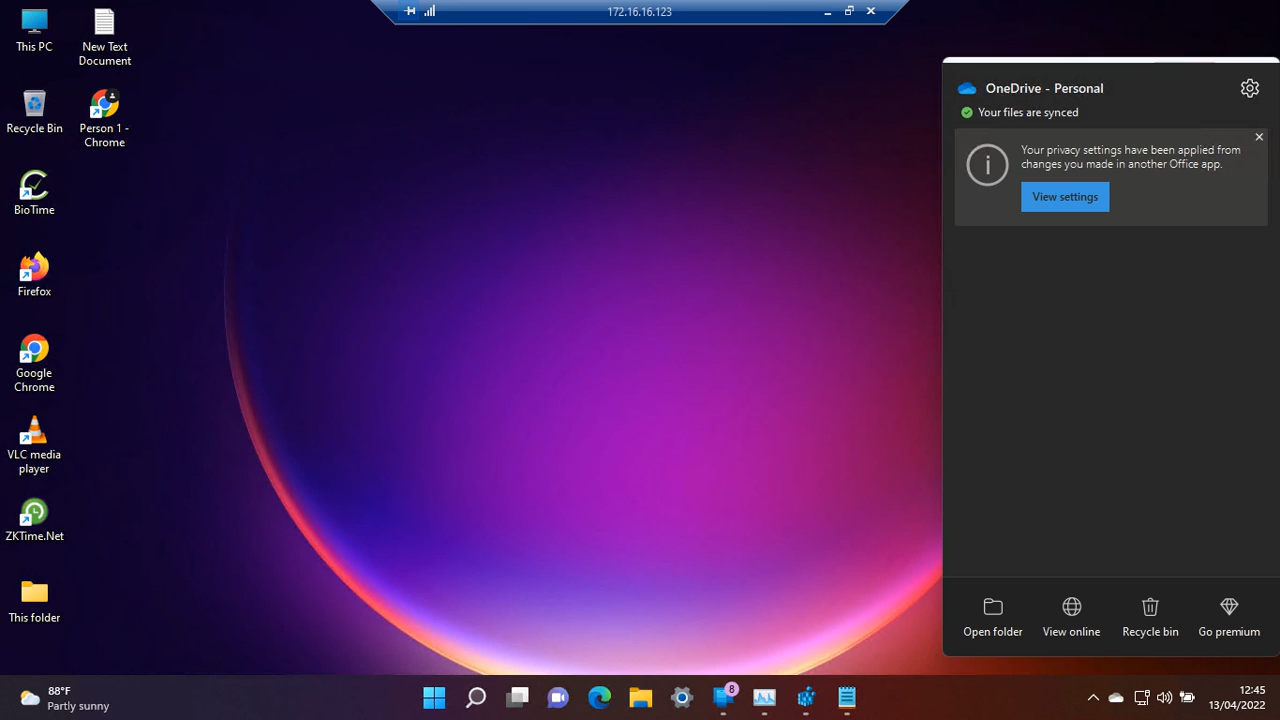 172.16.16.123
This PC
New Text
Document
Recycle Bin
Person 1 -
Chrome
BioTime
Firefox
Google
Chrome
VLC media
player
ZKTime.Net
This folder
OneDrive - Personal
Your files are synced
Your privacy settings have been applied from
changes you made in another Office app.
View settings
Open folder
View online
Recycle bin
Go premium
88°F
Partly sunny
8
12:45
13/04/2022